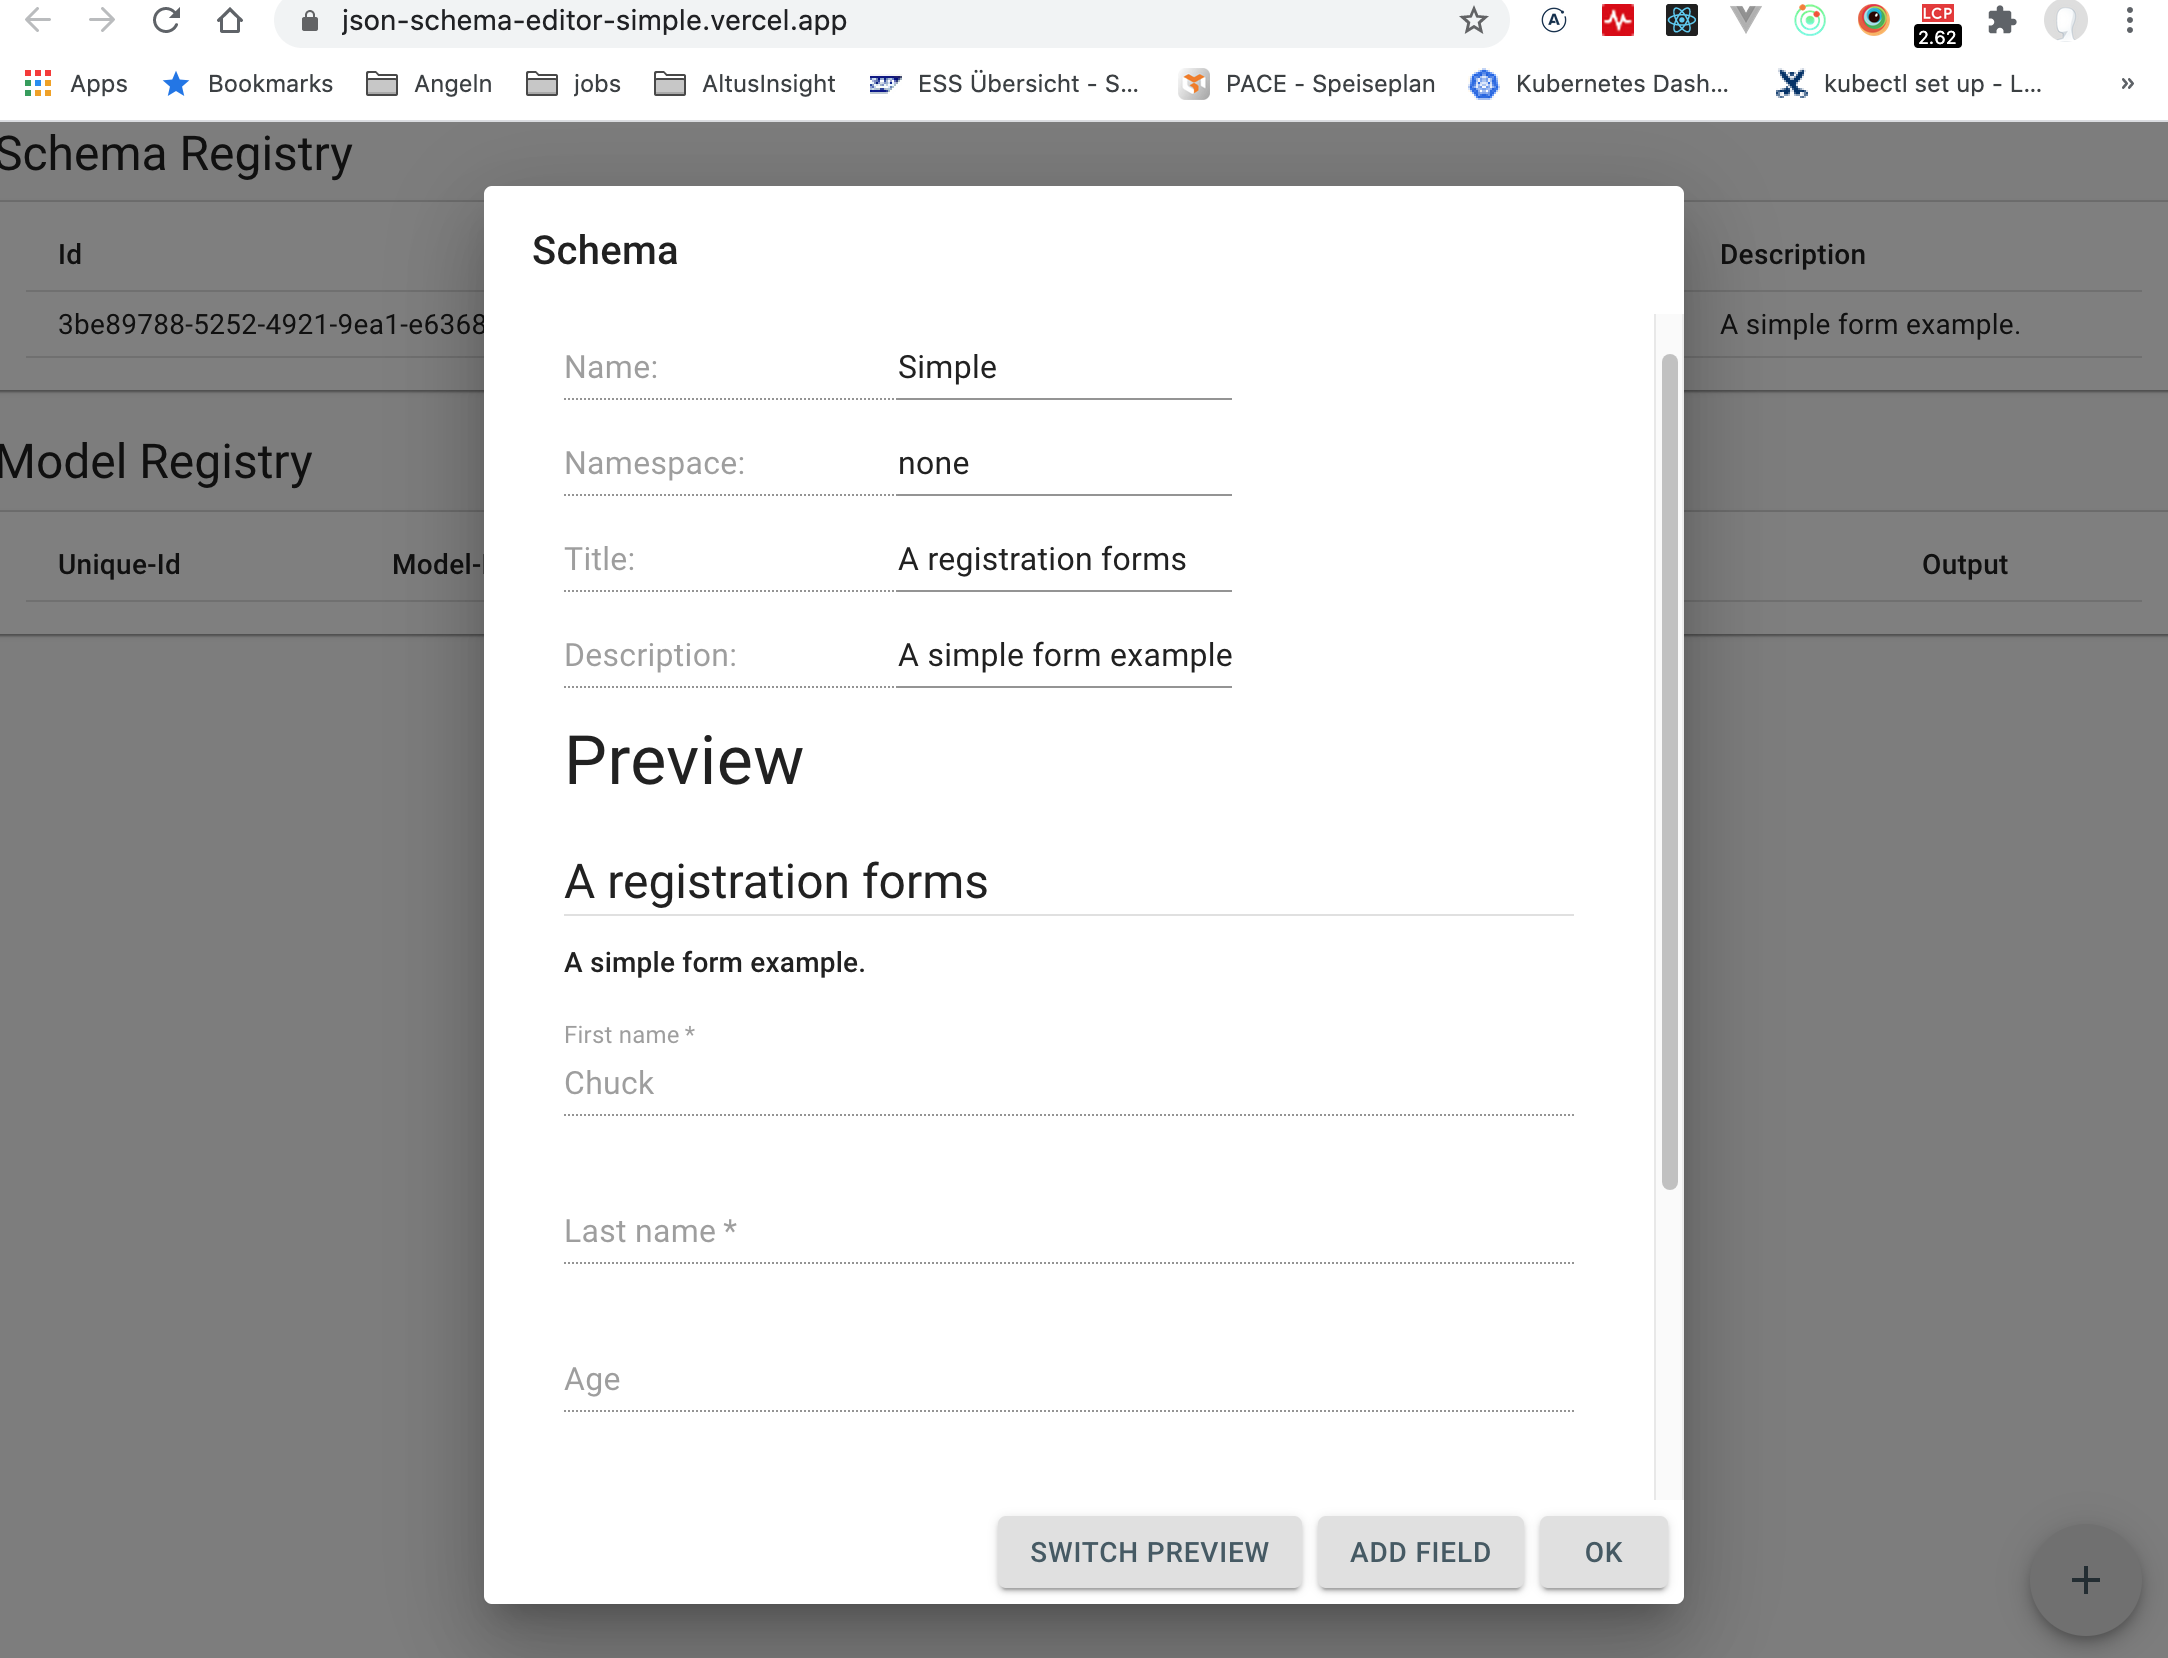 json-schema-editor-simple.vercel.app
LCP
2.62
Apps Bookmarks Angeln jobs AltusInsight ESS Übersicht - S... PACE - Speiseplan Kubernetes Dash... kubectl set up - L... »
Schema Registry
Id Description
3be89788-5252-4921-9ea1-e6368 A simple form example.
Model Registry
Unique-Id Model- Output
Schema
Name: Simple
Namespace: none
Title: A registration forms
Description: A simple form example
Preview
A registration forms
A simple form example.
First name *
Chuck
Last name *
Age
SWITCH PREVIEW ADD FIELD OK
+